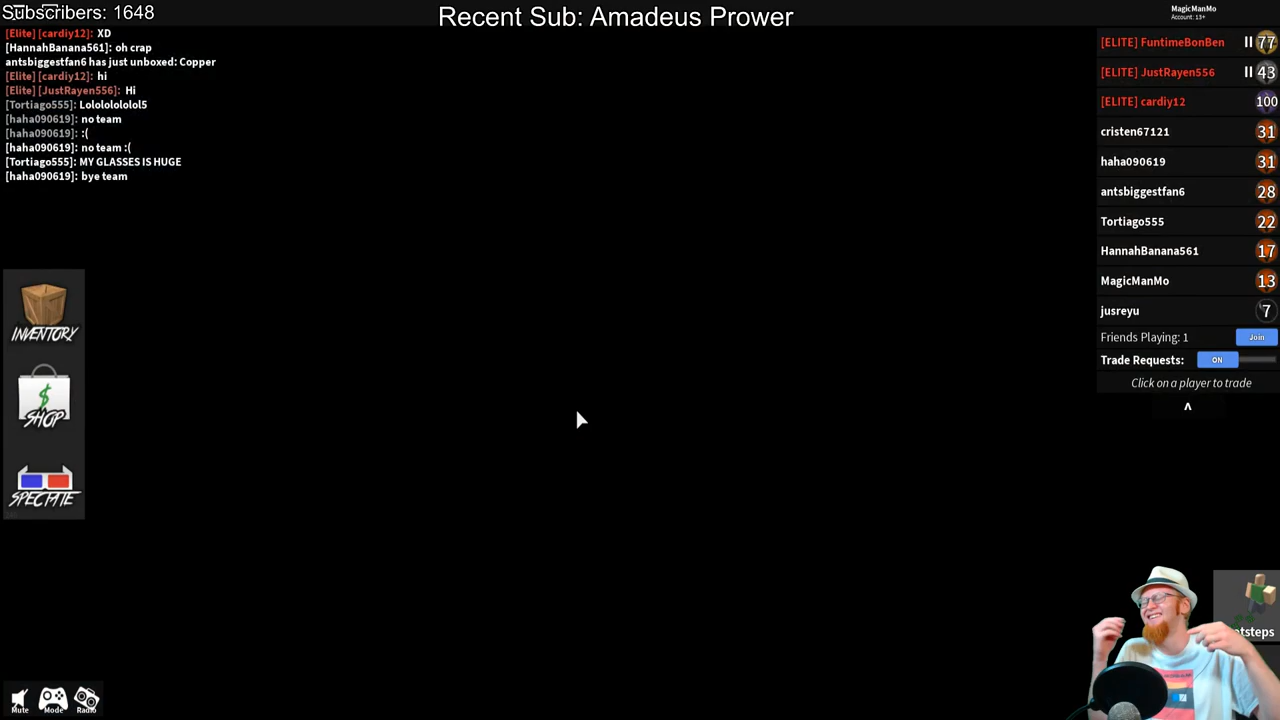 Subscribers: 1648
Recent Sub: Amadeus Prower
MagicManMo
Account: 13+
[Elite] [cardiy12]: XD
[HannahBanana561]: oh crap
antsbiggestfan6 has just unboxed: Copper
[Elite] [cardiy12]: hi
[Elite] [JustRayen556]: Hi
[Tortiago555]: Lolololololol5
[haha090619]: no team
[haha090619]: :(
[haha090619]: no team :(
[Tortiago555]: MY GLASSES IS HUGE
[haha090619]: bye team
[ELITE] FuntimeBonBen II 77
[ELITE] JustRayen556 II 43
[ELITE] cardiy12 100
cristen67121 31
haha090619 31
antsbiggestfan6 28
Tortiago555 22
HannahBanana561 17
MagicManMo 13
jusreyu 7
Friends Playing: 1 Join
Trade Requests: ON
Click on a player to trade
INVENTORY
SHOP
SPECTATE
Mute Mode Radio